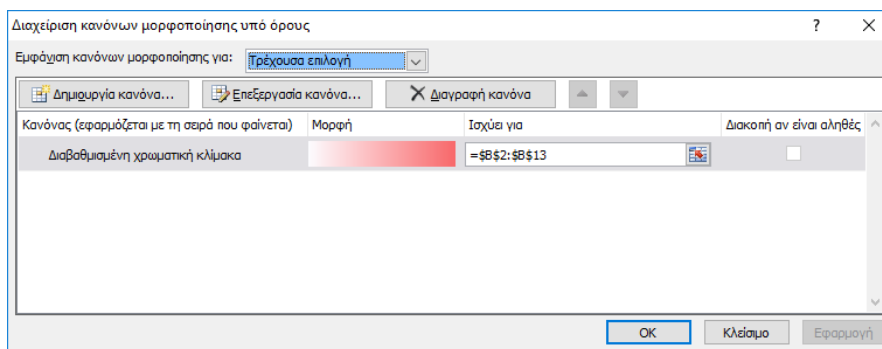 Διαχείριση κανόνων μορφοποίησης υπό όρους ? ×
Εμφάνιση κανόνων μορφοποίησης για: Τρέχουσα επιλογή
Δημιουργία κανόνα... Επεξεργασία κανόνα... Διαγραφή κανόνα
Κανόνας (εφαρμόζεται με τη σειρά που φαίνεται) Μορφή Ισχύει για Διακοπή αν είναι αληθές
Διαβαθμισμένη χρωματική κλίμακα =$B$2:$B$13
OK Κλείσιμο Εφαρμογή